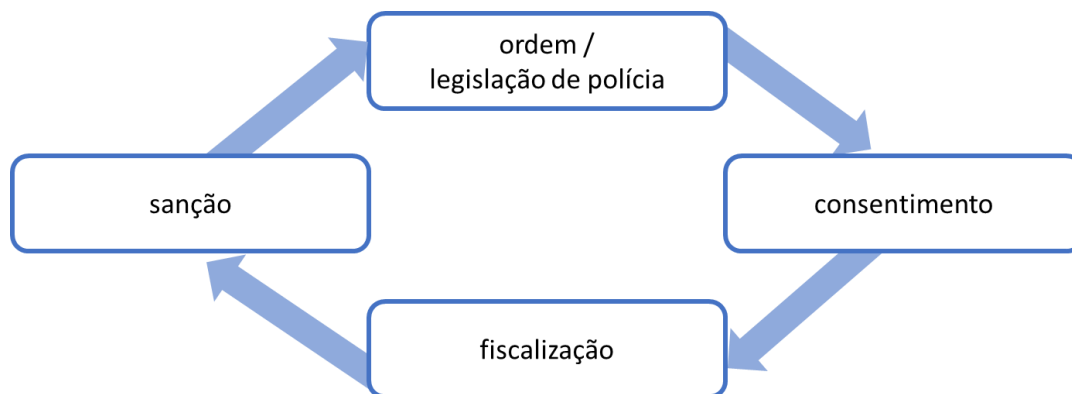 ordem /
legislação de polícia
sanção
consentimento
fiscalização